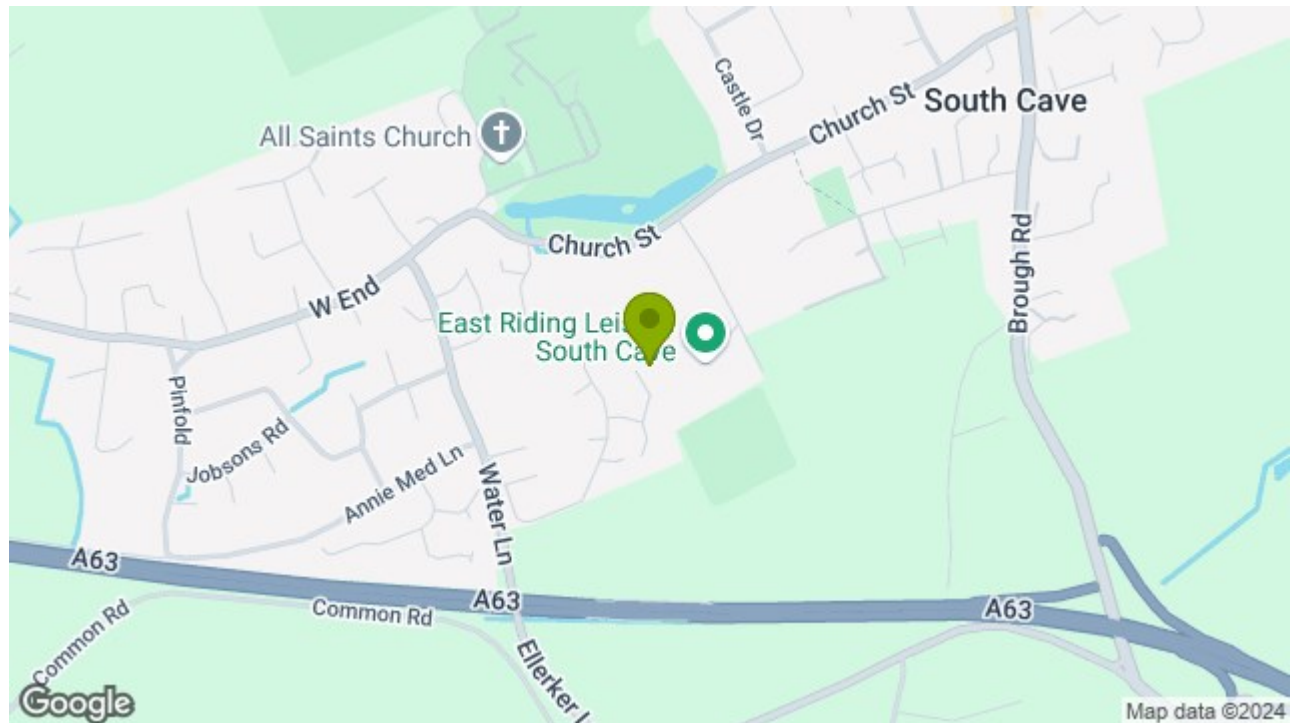 Castle Dr
Church St
South Cave
All Saints Church
Church St
Brough Rd
W End
East Riding Leis
South Cave
Pinfold
Jobsons Rd
Annie Med Ln
Water Ln
A63
A63
A63
Common Rd
Common Rd
Ellerker
Google
Map data ©2024